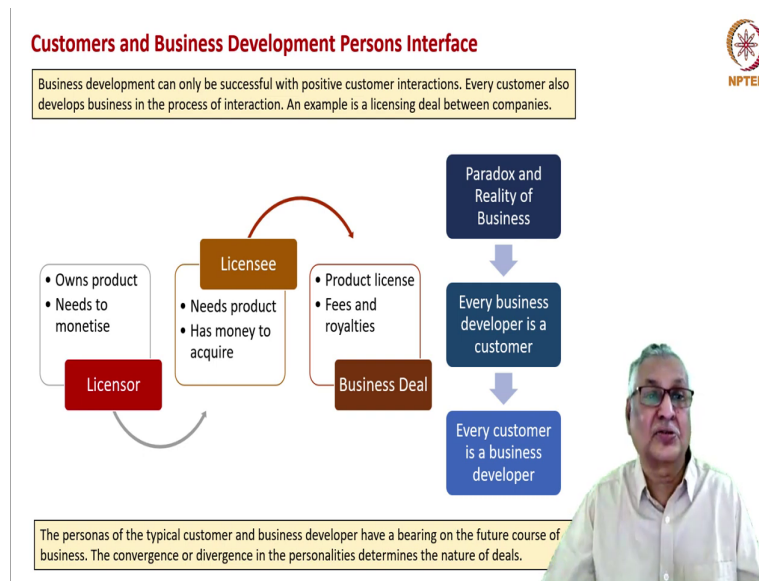 Customers and Business Development Persons Interface
Business development can only be successful with positive customer interactions. Every customer also
develops business in the process of interaction. An example is a licensing deal between companies.
NPTEL
• Owns product
• Needs to
monetise
Licensor
Licensee
• Needs product
• Has money to
acquire
• Product license
• Fees and
royalties
Business Deal
Paradox and
Reality of
Business
Every business
developer is a
customer
Every customer
is a business
developer
The personas of the typical customer and business developer have a bearing on the future course of
business. The convergence or divergence in the personalities determines the nature of deals.